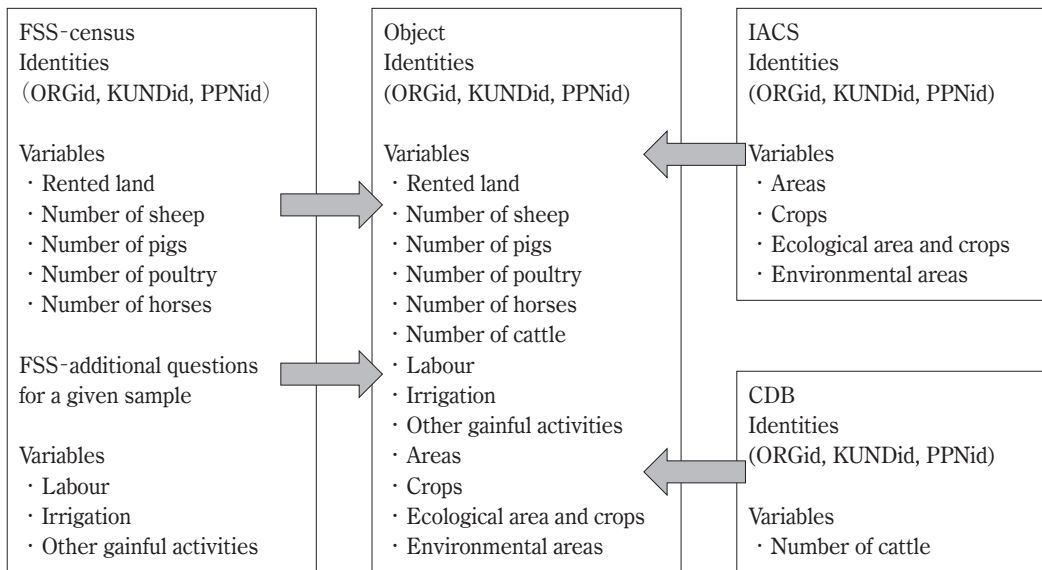 FSS-census
Identities
(ORGid, KUNDid, PPNid)
Variables
・Rented land
・Number of sheep
・Number of pigs
・Number of poultry
・Number of horses
FSS-additional questions
for a given sample
Variables
・Labour
・Irrigation
・Other gainful activities
Object
Identities
(ORGid, KUNDid, PPNid)
Variables
・Rented land
・Number of sheep
・Number of pigs
・Number of poultry
・Number of horses
・Number of cattle
・Labour
・Irrigation
・Other gainful activities
・Areas
・Crops
・Ecological area and crops
・Environmental areas
IACS
Identities
(ORGid, KUNDid, PPNid)
Variables
・Areas
・Crops
・Ecological area and crops
・Environmental areas
CDB
Identities
(ORGid, KUNDid, PPNid)
Variables
・Number of cattle